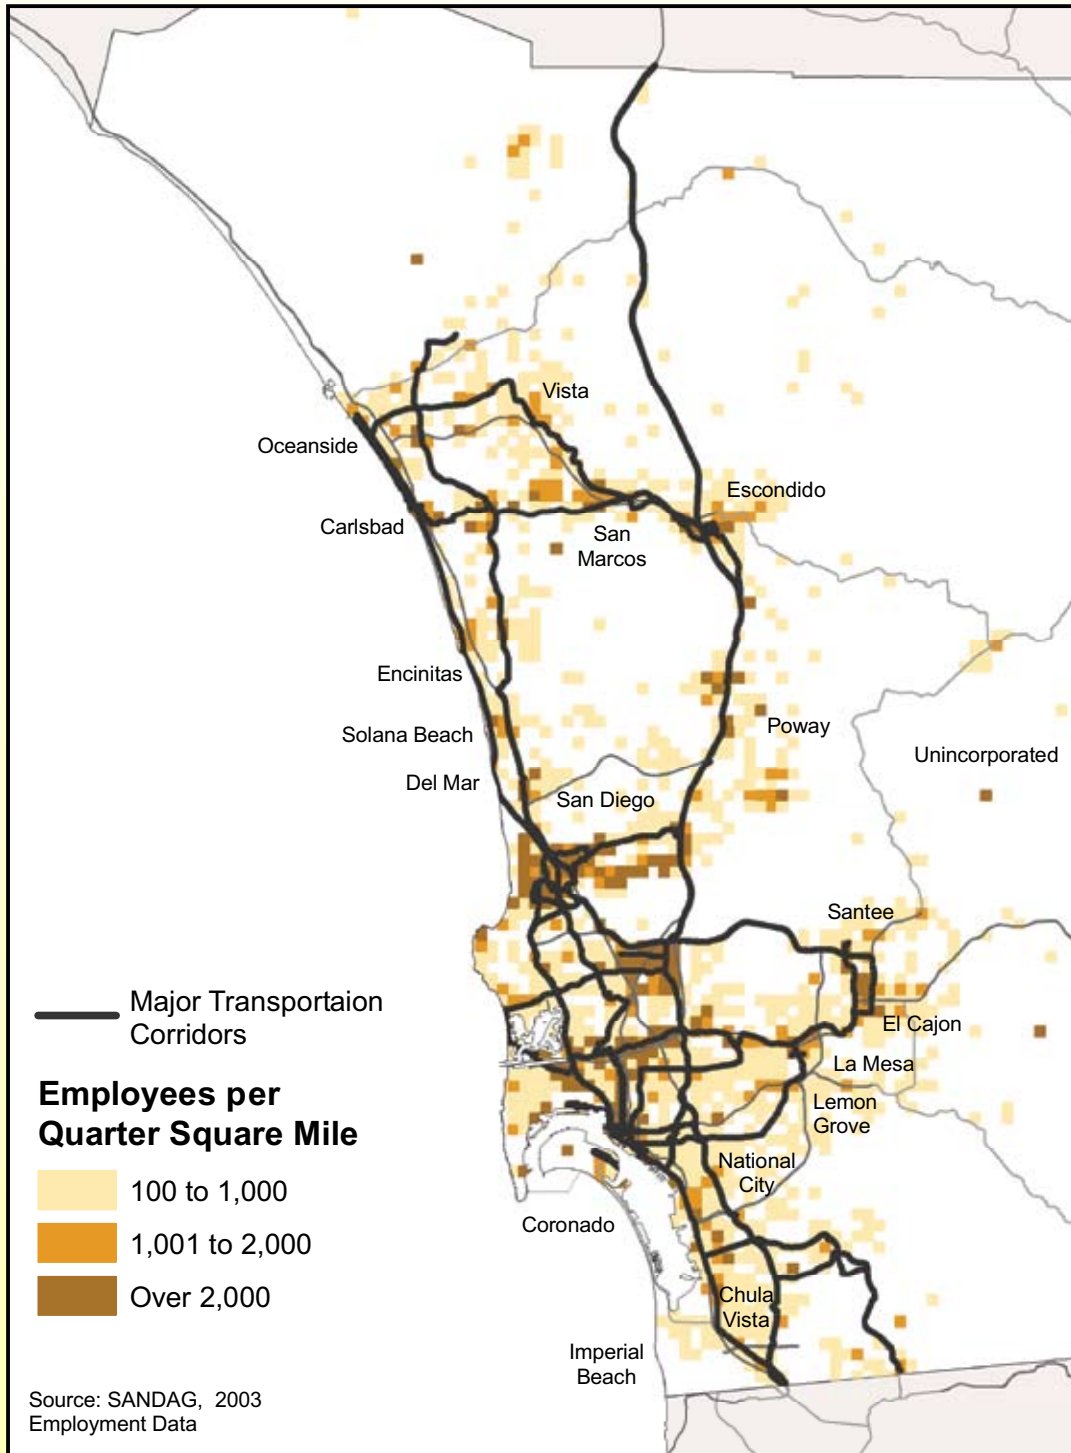 Vista
Oceanside
Escondido
Carlsbad
San
Marcos
Encinitas
Solana Beach
Poway
Unincorporated
Del Mar
San Diego
Santee
Major Transportaion
Corridors
El Cajon
La Mesa
Employees per
Quarter Square Mile
Lemon
Grove
National
City
100 to 1,000
Coronado
1,001 to 2,000
Over 2,000
Chula
Vista
Imperial
Beach
Source: SANDAG, 2003
Employment Data